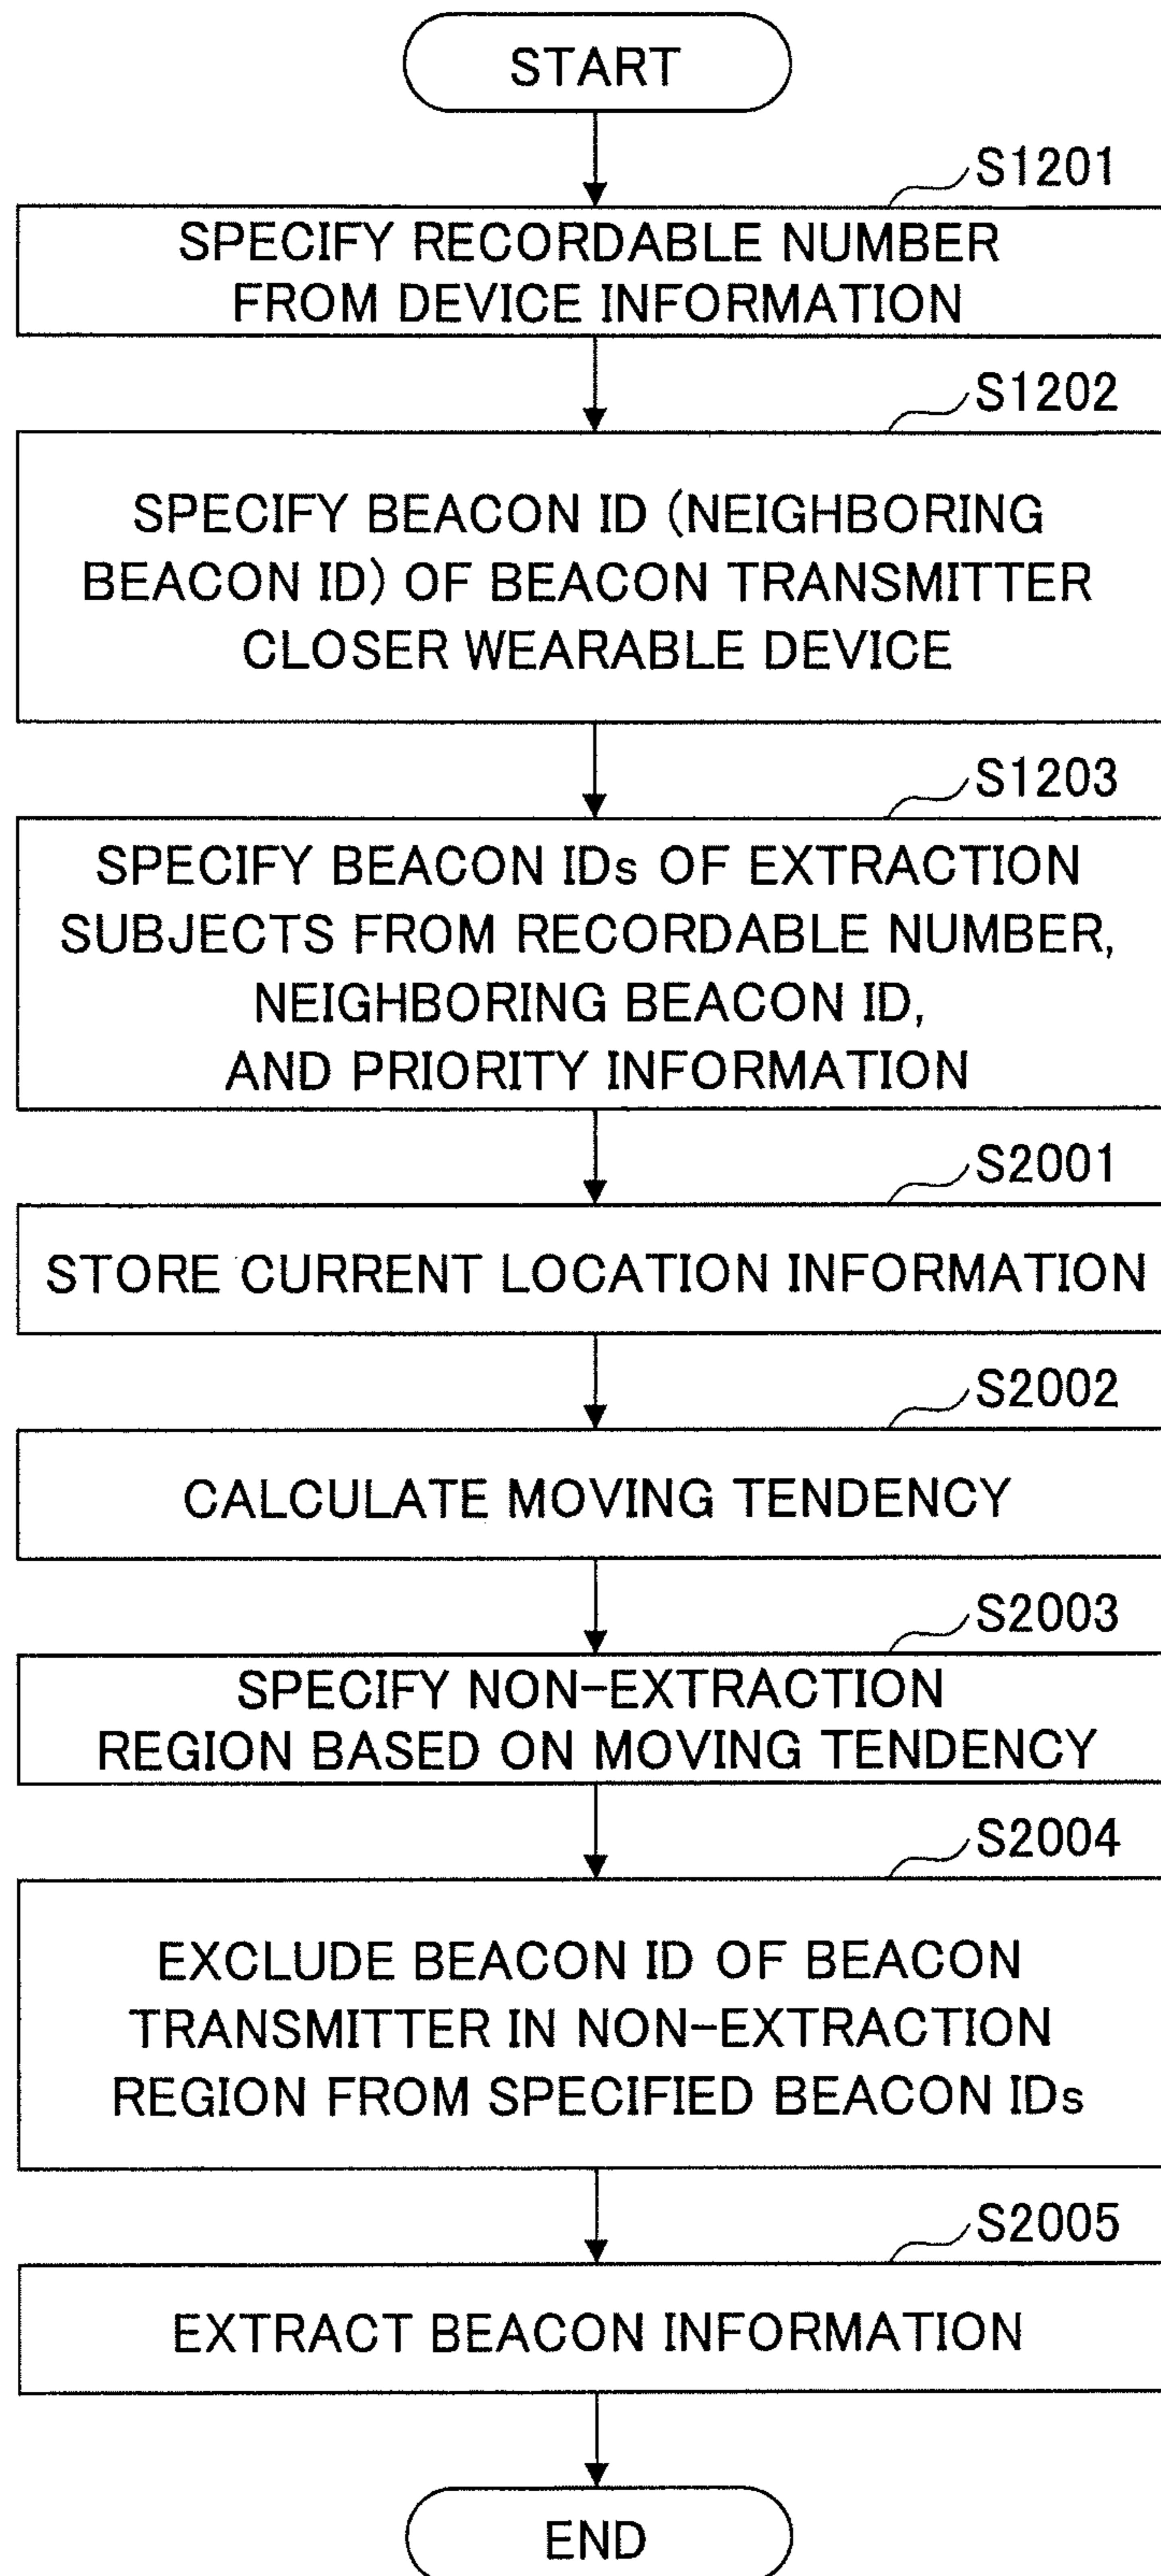 START
S1201
SPECIFY RECORDABLE NUMBER
FROM DEVICE INFORMATION
S1202
SPECIFY BEACON ID (NEIGHBORING
BEACON ID) OF BEACON TRANSMITTER
CLOSER WEARABLE DEVICE
S1203
SPECIFY BEACON IDs OF EXTRACTION
SUBJECTS FROM RECORDABLE NUMBER,
NEIGHBORING BEACON ID,
AND PRIORITY INFORMATION
S2001
STORE CURRENT LOCATION INFORMATION
S2002
CALCULATE MOVING TENDENCY
S2003
SPECIFY NON-EXTRACTION
REGION BASED ON MOVING TENDENCY
S2004
EXCLUDE BEACON ID OF BEACON
TRANSMITTER IN NON-EXTRACTION
REGION FROM SPECIFIED BEACON IDs
S2005
EXTRACT BEACON INFORMATION
END